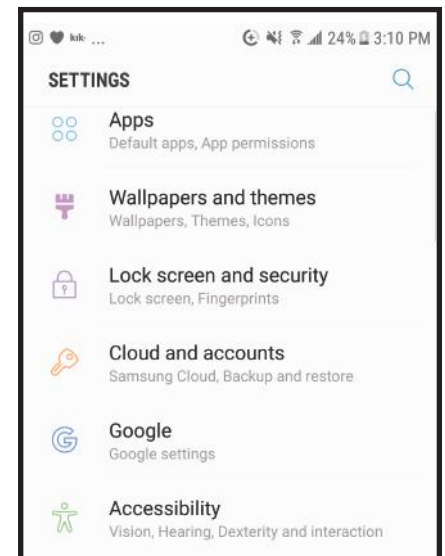 kik ... 24% 3:10 PM
SETTINGS
Apps
Default apps, App permissions
Wallpapers and themes
Wallpapers, Themes, Icons
Lock screen and security
Lock screen, Fingerprints
Cloud and accounts
Samsung Cloud, Backup and restore
Google
Google settings
Accessibility
Vision, Hearing, Dexterity and interaction